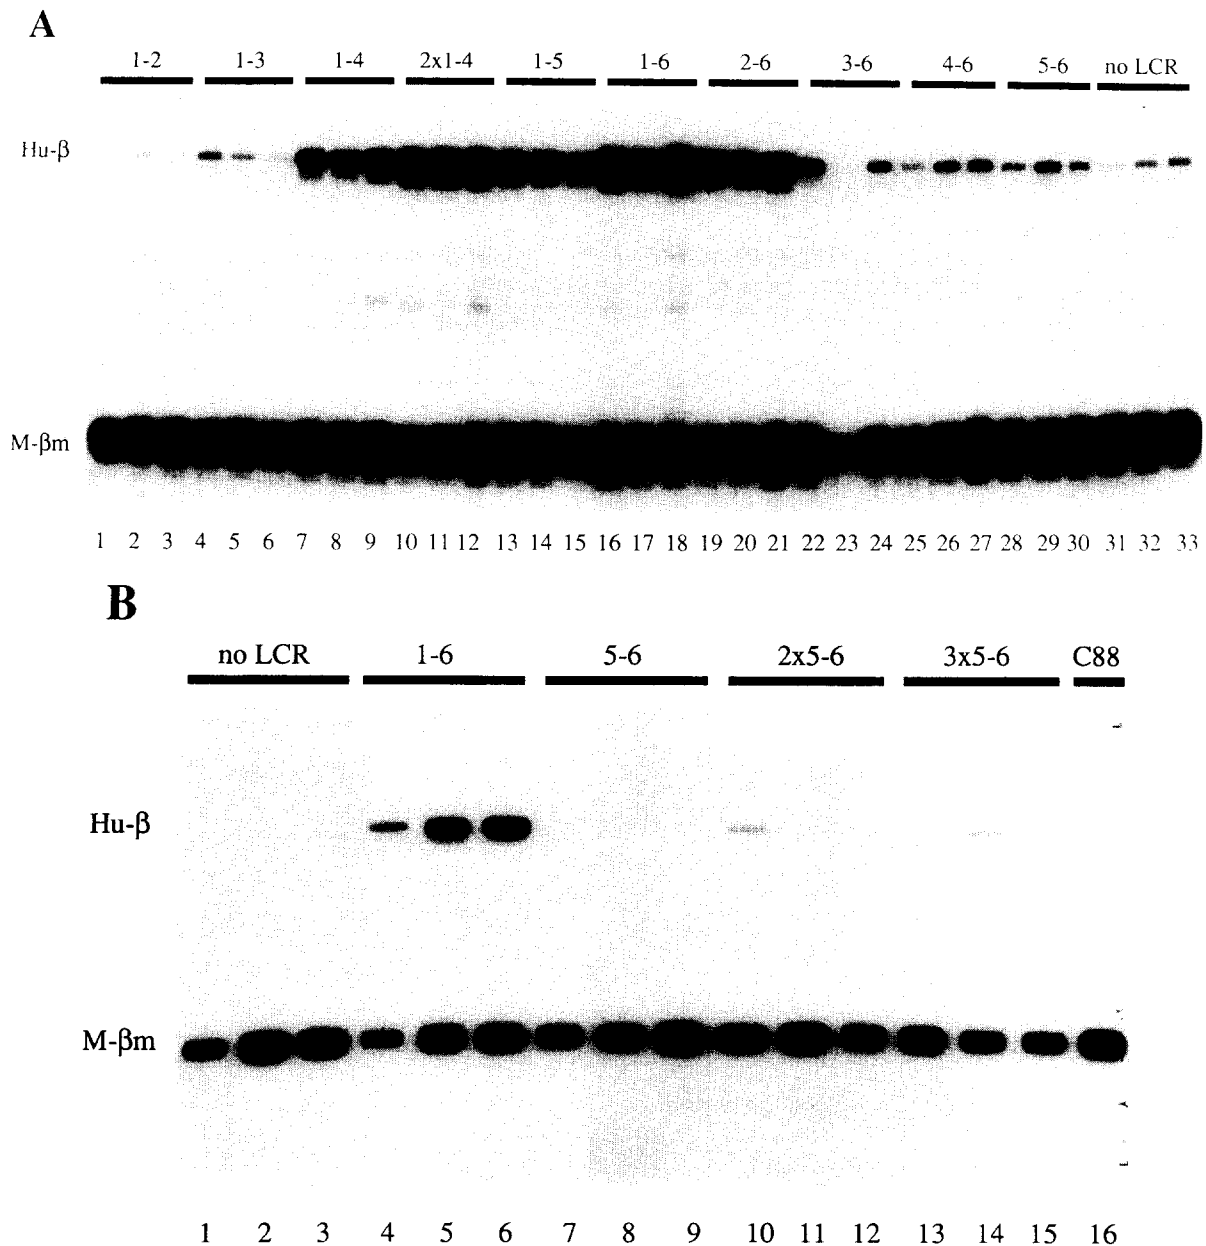 A
1-2 1-3 1-4 2x1-4 1-5 1-6 2-6 3-6 4-6 5-6 no LCR
Hu-β
M-βm
1 2 3 4 5 6 7 8 9 10 11 12 13 14 15 16 17 18 19 20 21 22 23 24 25 26 27 28 29 30 31 32 33
B
no LCR 1-6 5-6 2x5-6 3x5-6 C88
Hu-β
M-βm
1 2 3 4 5 6 7 8 9 10 11 12 13 14 15 16